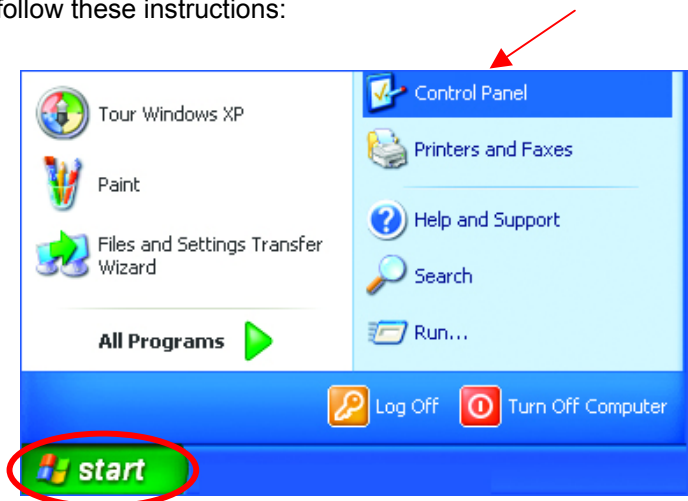 follow these instructions:
Tour Windows XP
Paint
Files and Settings Transfer
Wizard
All Programs
Control Panel
Printers and Faxes
Help and Support
Search
Run...
Log Off
Turn Off Computer
start